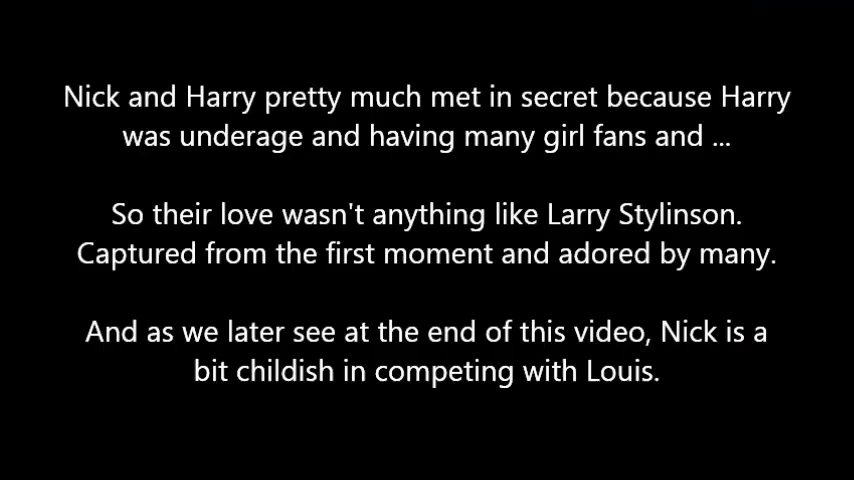 Nick and Harry pretty much met in secret because Harry
was underage and having many girl fans and ...
So their love wasn't anything like Larry Stylinson.
Captured from the first moment and adored by many.
And as we later see at the end of this video, Nick is a
bit childish in competing with Louis.